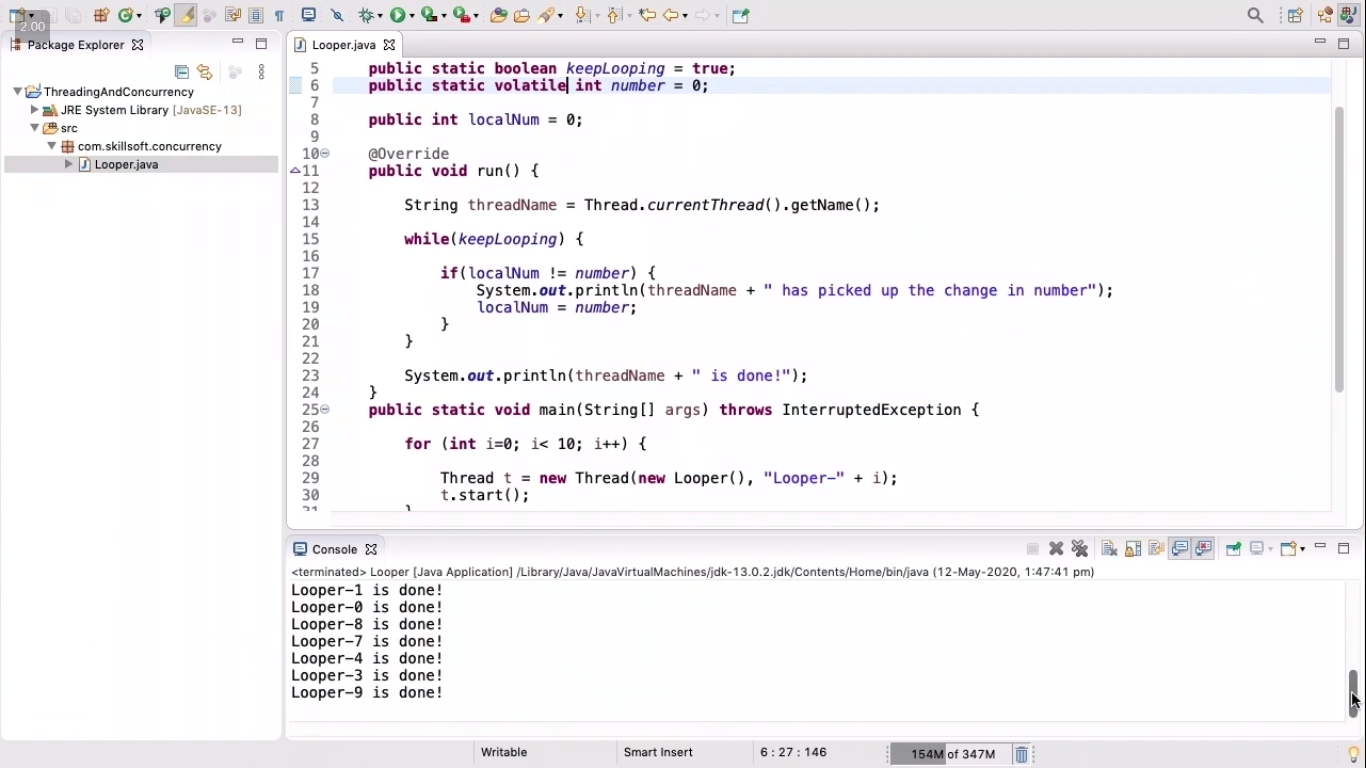 2.00
Package Explorer
ThreadingAndConcurrency
JRE System Library [JavaSE-13]
src
com.skillsoft.concurrency
Looper.java
Looper.java
5 public static boolean keepLooping = true;
6 public static volatile int number = 0;
7
8 public int localNum = 0;
9
10 @Override
11 public void run() {
12
13 String threadName = Thread.currentThread().getName();
14
15 while(keepLooping) {
16
17 if(localNum != number) {
18 System.out.println(threadName + " has picked up the change in number");
19 localNum = number;
20 }
21 }
22
23 System.out.println(threadName + " is done!");
24 }
25 public static void main(String[] args) throws InterruptedException {
26
27 for (int i=0; i< 10; i++) {
28
29 Thread t = new Thread(new Looper(), "Looper-" + i);
30 t.start();
31 }
Console
<terminated> Looper [Java Application] /Library/Java/JavaVirtualMachines/jdk-13.0.2.jdk/Contents/Home/bin/java (12-May-2020, 1:47:41 pm)
Looper-1 is done!
Looper-0 is done!
Looper-8 is done!
Looper-7 is done!
Looper-4 is done!
Looper-3 is done!
Looper-9 is done!
Writable Smart Insert 6 : 27 : 146 154M of 347M